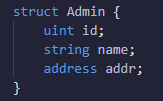 struct Admin {
    uint id;
    string name;
    address addr;
}